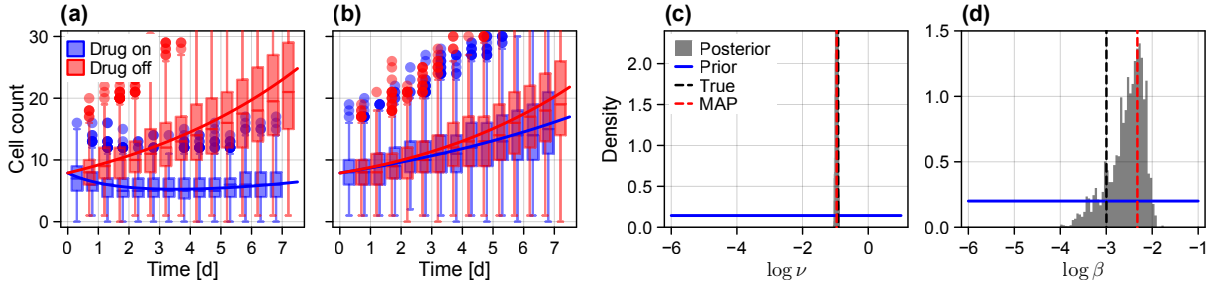 (a)
Cell count
30
20
10
0
Drug on
Drug off
0 1 2 3 4 5 6 7
Time [d]
(b)
0 1 2 3 4 5 6 7
Time [d]
(c)
Density
2.0
1.5
1.0
0.5
0.0
Posterior
Prior
True
MAP
−6 −4 −2 0
log ν
(d)
1.5
1.0
0.5
0.0
−6 −5 −4 −3 −2 −1
log β